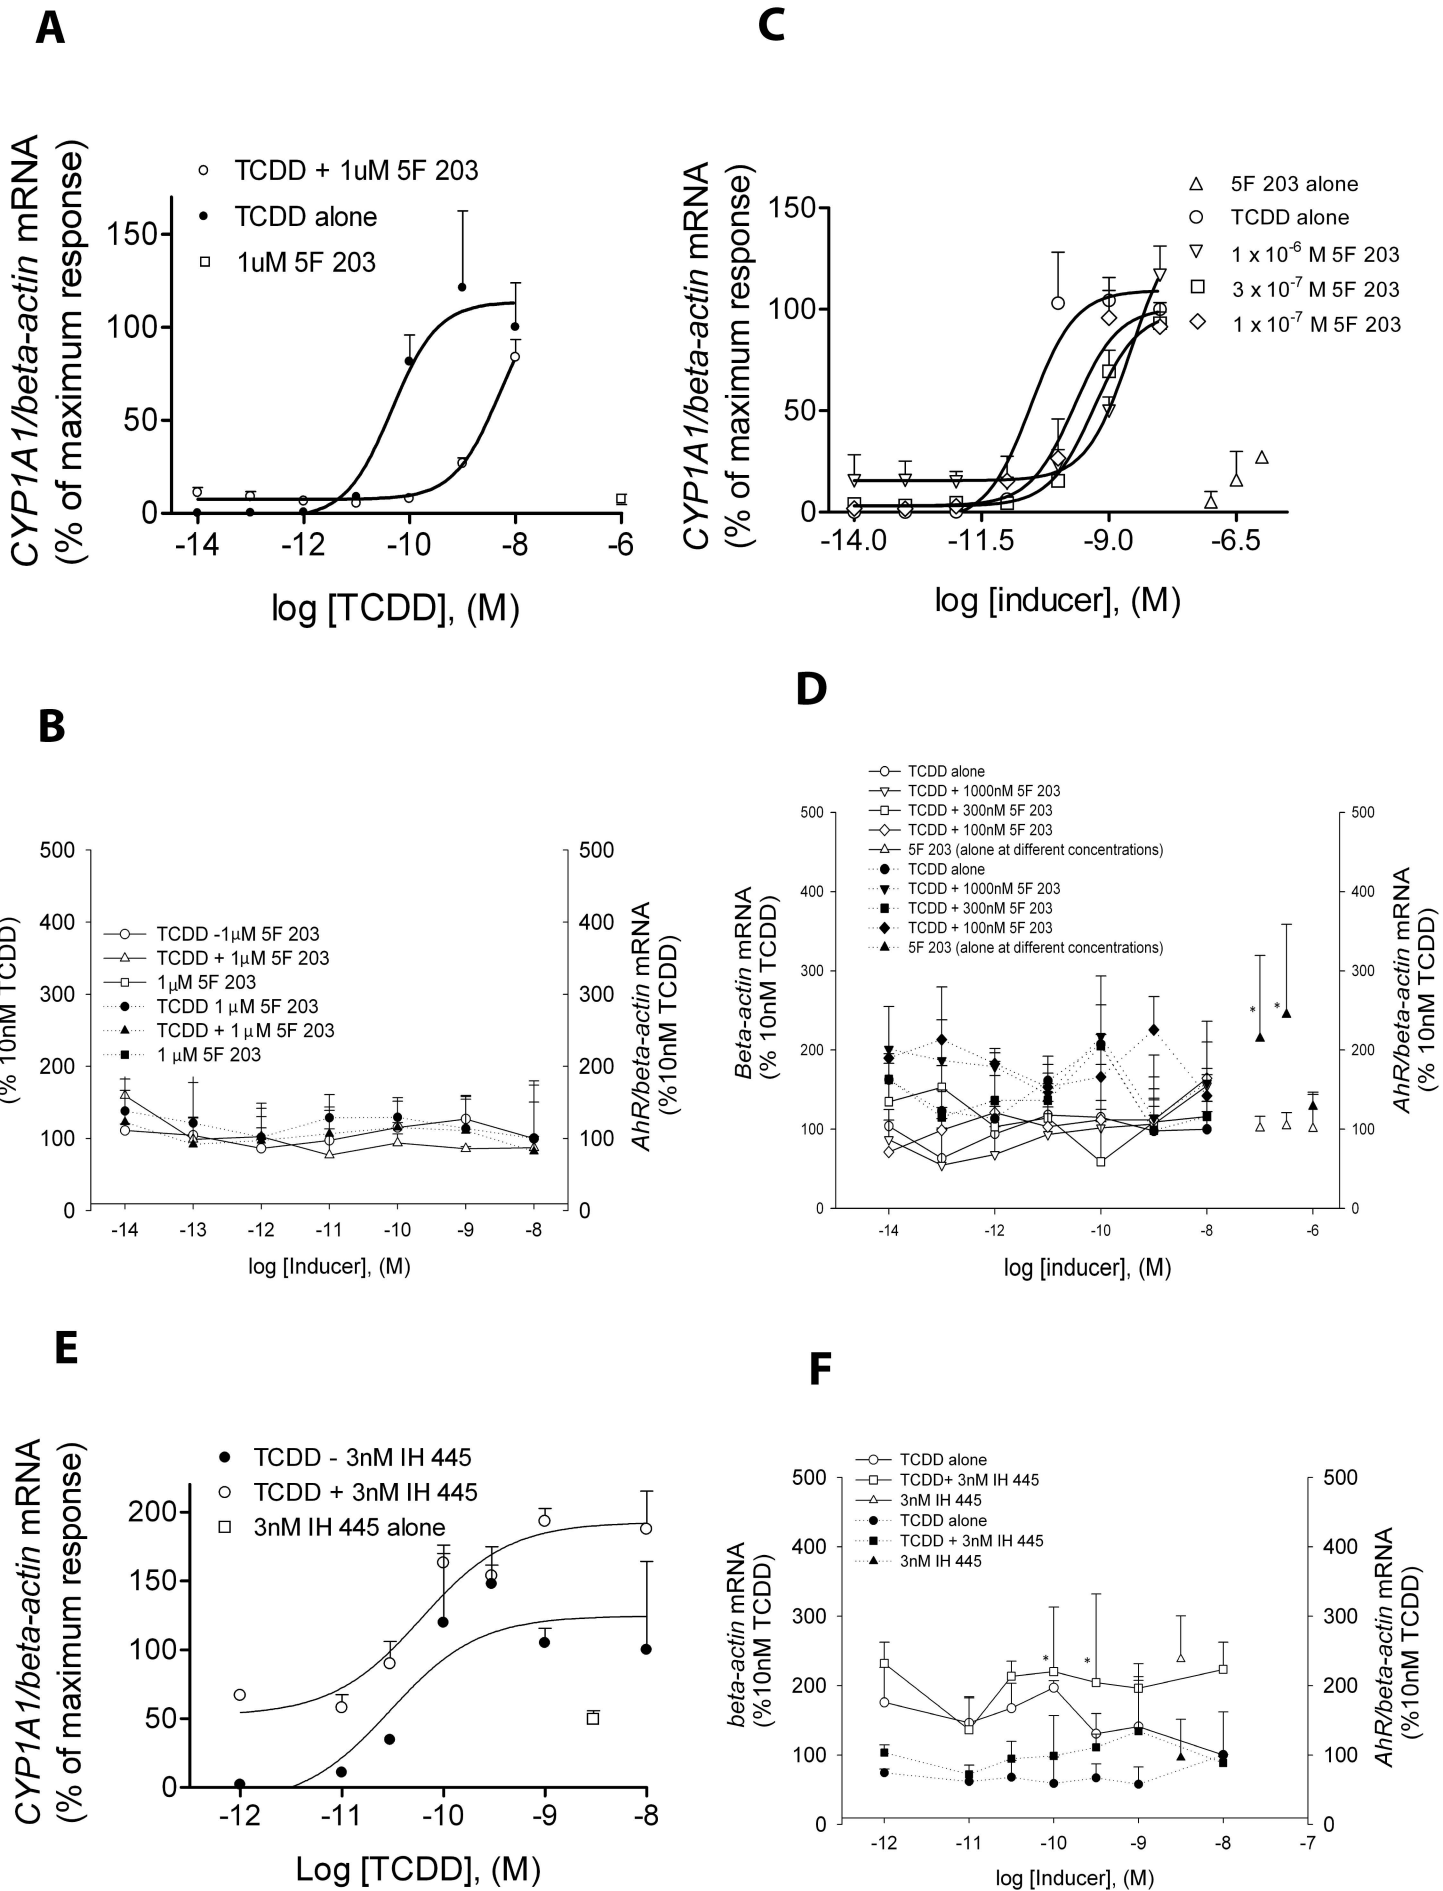 A
CYP1A1/beta-actin mRNA
(% of maximum response)
TCDD + 1uM 5F 203
TCDD alone
1uM 5F 203
150
100
50
0
-14
-12
-10
-8
-6
log [TCDD], (M)
C
CYP1A1/beta-actin mRNA
(% of maximum response)
5F 203 alone
TCDD alone
1 x 10-6 M 5F 203
3 x 10-7 M 5F 203
1 x 10-7 M 5F 203
150
100
50
0
-14.0
-11.5
-9.0
-6.5
log [inducer], (M)
B
(% 10nM TCDD)
500
400
300
200
100
0
TCDD -1µM 5F 203
TCDD + 1µM 5F 203
1µM 5F 203
TCDD 1 µM 5F 203
TCDD + 1 µM 5F 203
1 µM 5F 203
500
400
300
200
100
0
AhR/beta-actin mRNA
(%10nM TCDD)
-14
-13
-12
-11
-10
-9
-8
log [Inducer], (M)
D
Beta-actin mRNA
(% 10nM TCDD)
TCDD alone
TCDD + 1000nM 5F 203
TCDD + 300nM 5F 203
TCDD + 100nM 5F 203
5F 203 (alone at different concentrations)
TCDD alone
TCDD + 1000nM 5F 203
TCDD + 300nM 5F 203
TCDD + 100nM 5F 203
5F 203 (alone at different concentrations)
500
400
300
200
100
0
* *
500
400
300
200
100
0
AhR/beta-actin mRNA
(% 10nM TCDD)
-14
-12
-10
-8
-6
log [inducer], (M)
E
CYP1A1/beta-actin mRNA
(% of maximum response)
TCDD - 3nM IH 445
TCDD + 3nM IH 445
3nM IH 445 alone
200
150
100
50
0
-12
-11
-10
-9
-8
Log [TCDD], (M)
F
beta-actin mRNA
(%10nM TCDD)
TCDD alone
TCDD+ 3nM IH 445
3nM IH 445
TCDD alone
TCDD + 3nM IH 445
3nM IH 445
500
400
300
200
100
0
* *
500
400
300
200
100
0
AhR/beta-actin mRNA
(%10nM TCDD)
-12
-11
-10
-9
-8
-7
log [Inducer], (M)